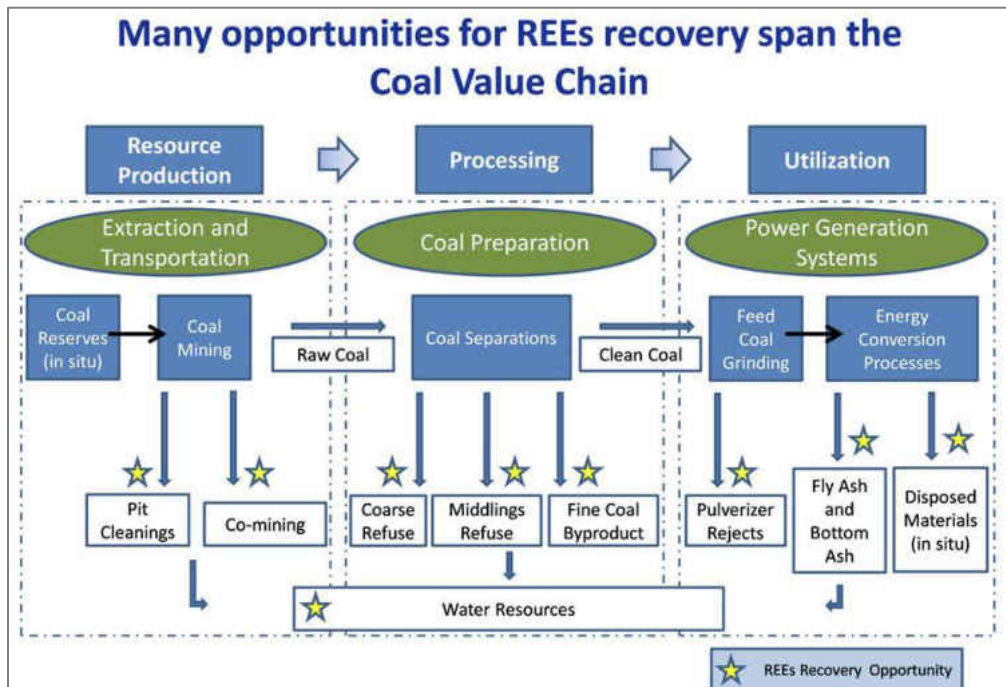 Many opportunities for REEs recovery span the
Coal Value Chain
Resource
Production
Processing
Utilization
Extraction and
Transportation
Coal Preparation
Power Generation
Systems
Coal
Reserves
(in situ)
Coal
Mining
Raw Coal
Coal Separations
Clean Coal
Feed
Coal
Grinding
Energy
Conversion
Processes
Pit
Cleanings
Co-mining
Coarse
Refuse
Middlings
Refuse
Fine Coal
Byproduct
Pulverizer
Rejects
Fly Ash
and
Bottom
Ash
Disposed
Materials
(in situ)
Water Resources
REEs Recovery Opportunity